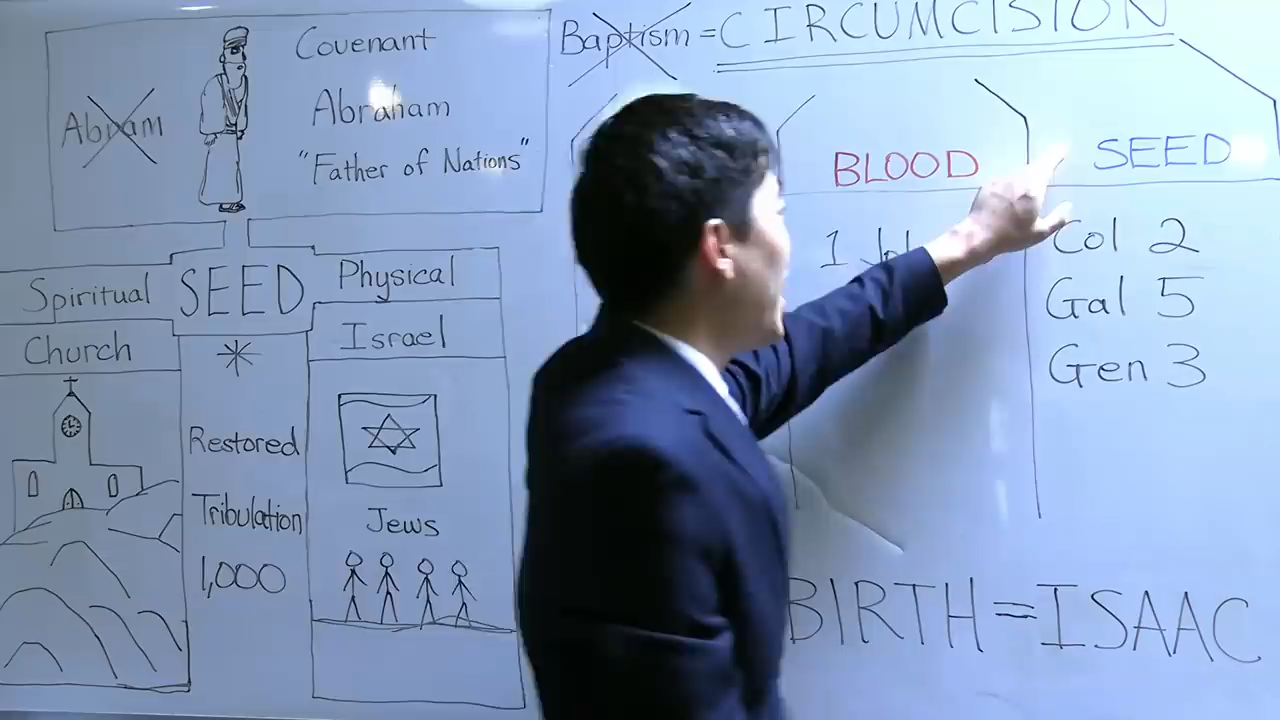 Covenant
Abram
Abraham
"Father of Nations"
Spiritual
SEED
Physical
Church
Israel
Restored
Tribulation
1,000
Jews
Baptism = CIRCUMCISION
BLOOD
SEED
1
Col 2
Gal 5
Gen 3
BIRTH = ISAAC